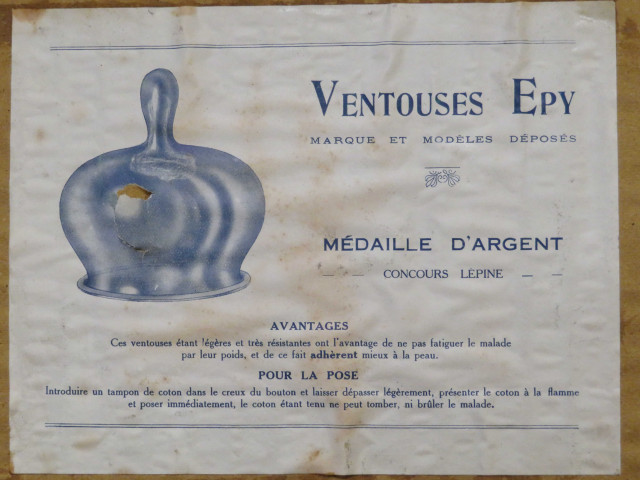 VENTOUSES EPY
MARQUE ET MODÈLES DÉPOSÉS
MÉDAILLE D'ARGENT
— — CONCOURS LÉPINE — —
AVANTAGES
Ces ventouses étant légères et très résistantes ont l'avantage de ne pas fatiguer le malade
par leur poids, et de ce fait adhèrent mieux à la peau.
POUR LA POSE
Introduire un tampon de coton dans le creux du bouton et laisser dépasser légèrement, présenter le coton à la flamme
et poser immédiatement, le coton étant tenu ne peut tomber, ni brûler le malade.